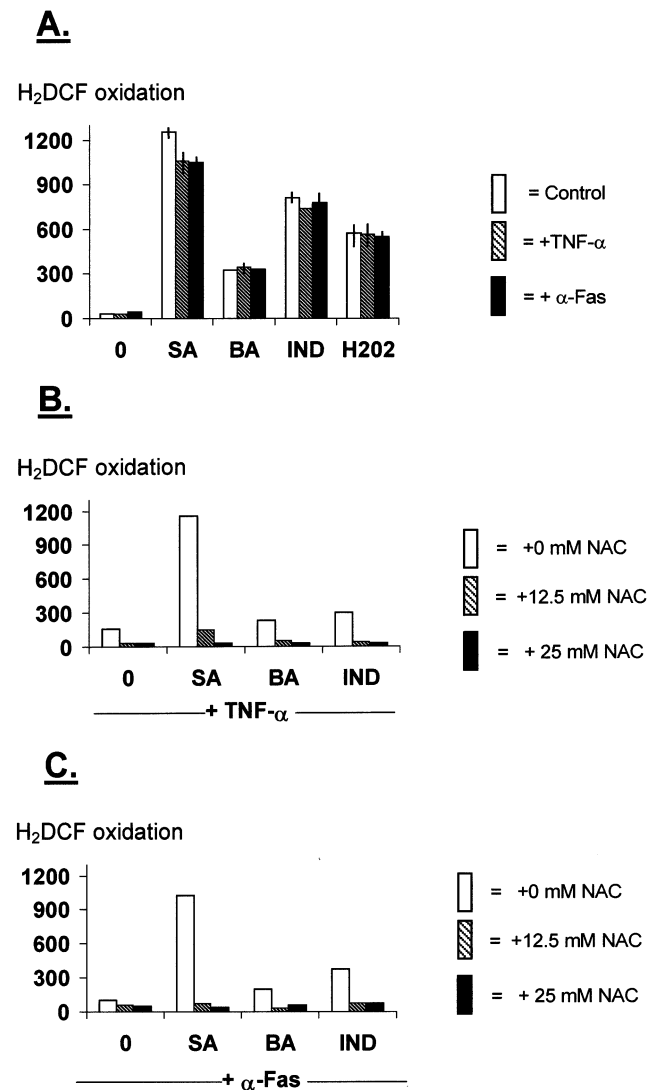 A.
H2DCF oxidation
1200
900
600
300
0
0 SA BA IND H202
= Control
= +TNF-α
= + α-Fas
B.
H2DCF oxidation
1200
900
600
300
0
0 SA BA IND
+ TNF-α
= +0 mM NAC
= +12.5 mM NAC
= + 25 mM NAC
C.
H2DCF oxidation
1200
900
600
300
0
0 SA BA IND
+ α-Fas
= +0 mM NAC
= +12.5 mM NAC
= + 25 mM NAC